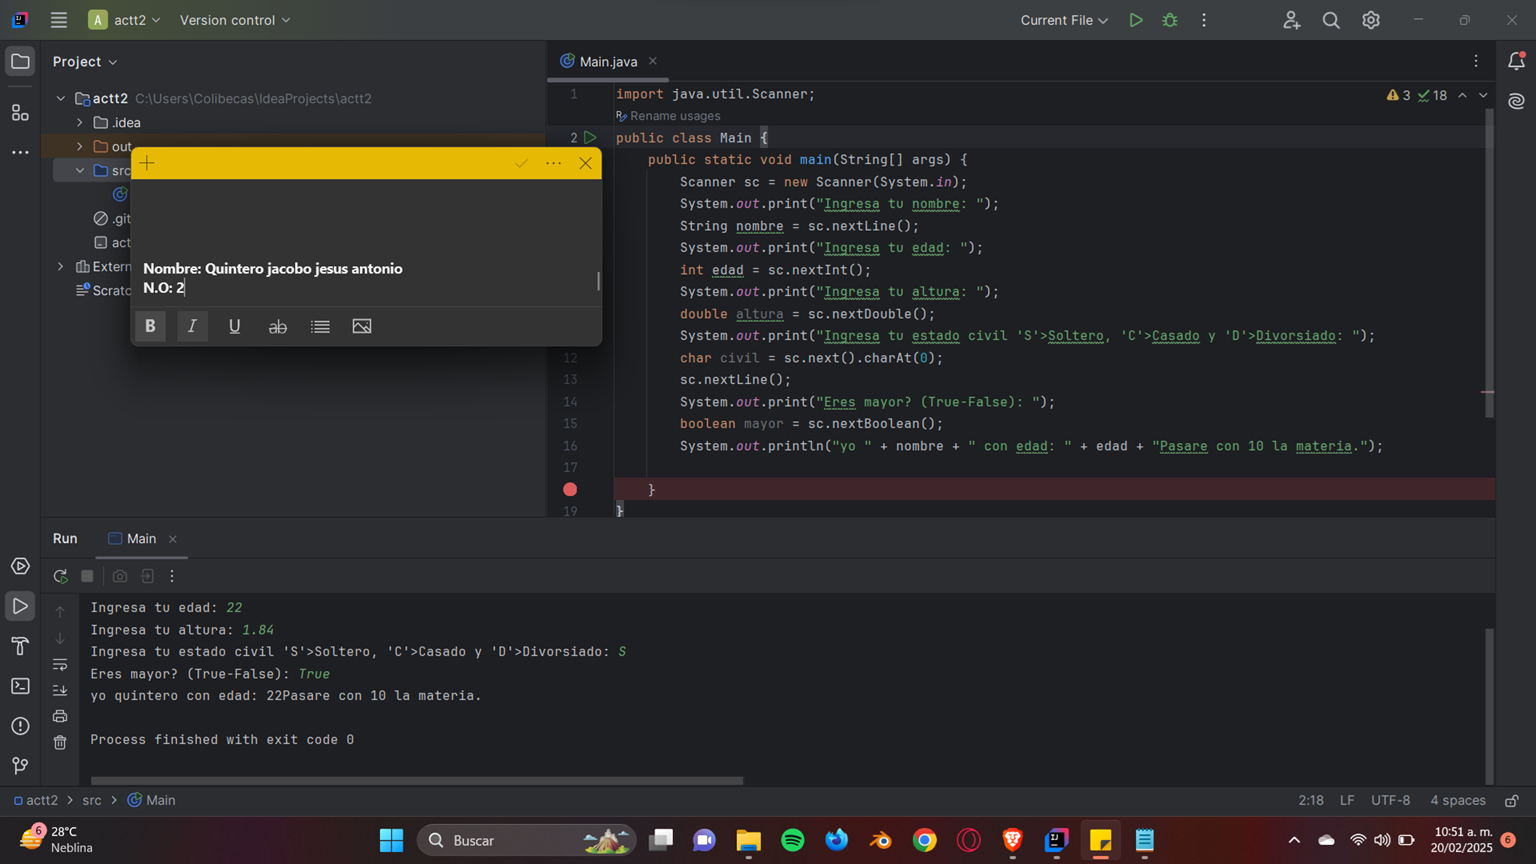 A actt2 Version control Current File
Project Main.java
actt2 C:\Users\Colibecas\IdeaProjects\actt2
.idea
out
src
.git
act
Extern
Scratc
Nombre: Quintero jacobo jesus antonio
N.O: 2
B I U ab
3 18
1 import java.util.Scanner;
Rename usages
2 public class Main {
public static void main(String[] args) {
Scanner sc = new Scanner(System.in);
System.out.print("Ingresa tu nombre: ");
String nombre = sc.nextLine();
System.out.print("Ingresa tu edad: ");
int edad = sc.nextInt();
System.out.print("Ingresa tu altura: ");
double altura = sc.nextDouble();
System.out.print("Ingresa tu estado civil 'S'>Soltero, 'C'>Casado y 'D'>Divorsiado: ");
12 char civil = sc.next().charAt(0);
13 sc.nextLine();
14 System.out.print("Eres mayor? (True-False): ");
15 boolean mayor = sc.nextBoolean();
16 System.out.println("yo " + nombre + " con edad: " + edad + "Pasare con 10 la materia.");
17
}
19 }
Run Main
Ingresa tu edad: 22
Ingresa tu altura: 1.84
Ingresa tu estado civil 'S'>Soltero, 'C'>Casado y 'D'>Divorsiado: S
Eres mayor? (True-False): True
yo quintero con edad: 22Pasare con 10 la materia.
Process finished with exit code 0
actt2 > src > Main 2:18 LF UTF-8 4 spaces
6 28°C
Neblina
Buscar
10:51 a. m.
20/02/2025
6